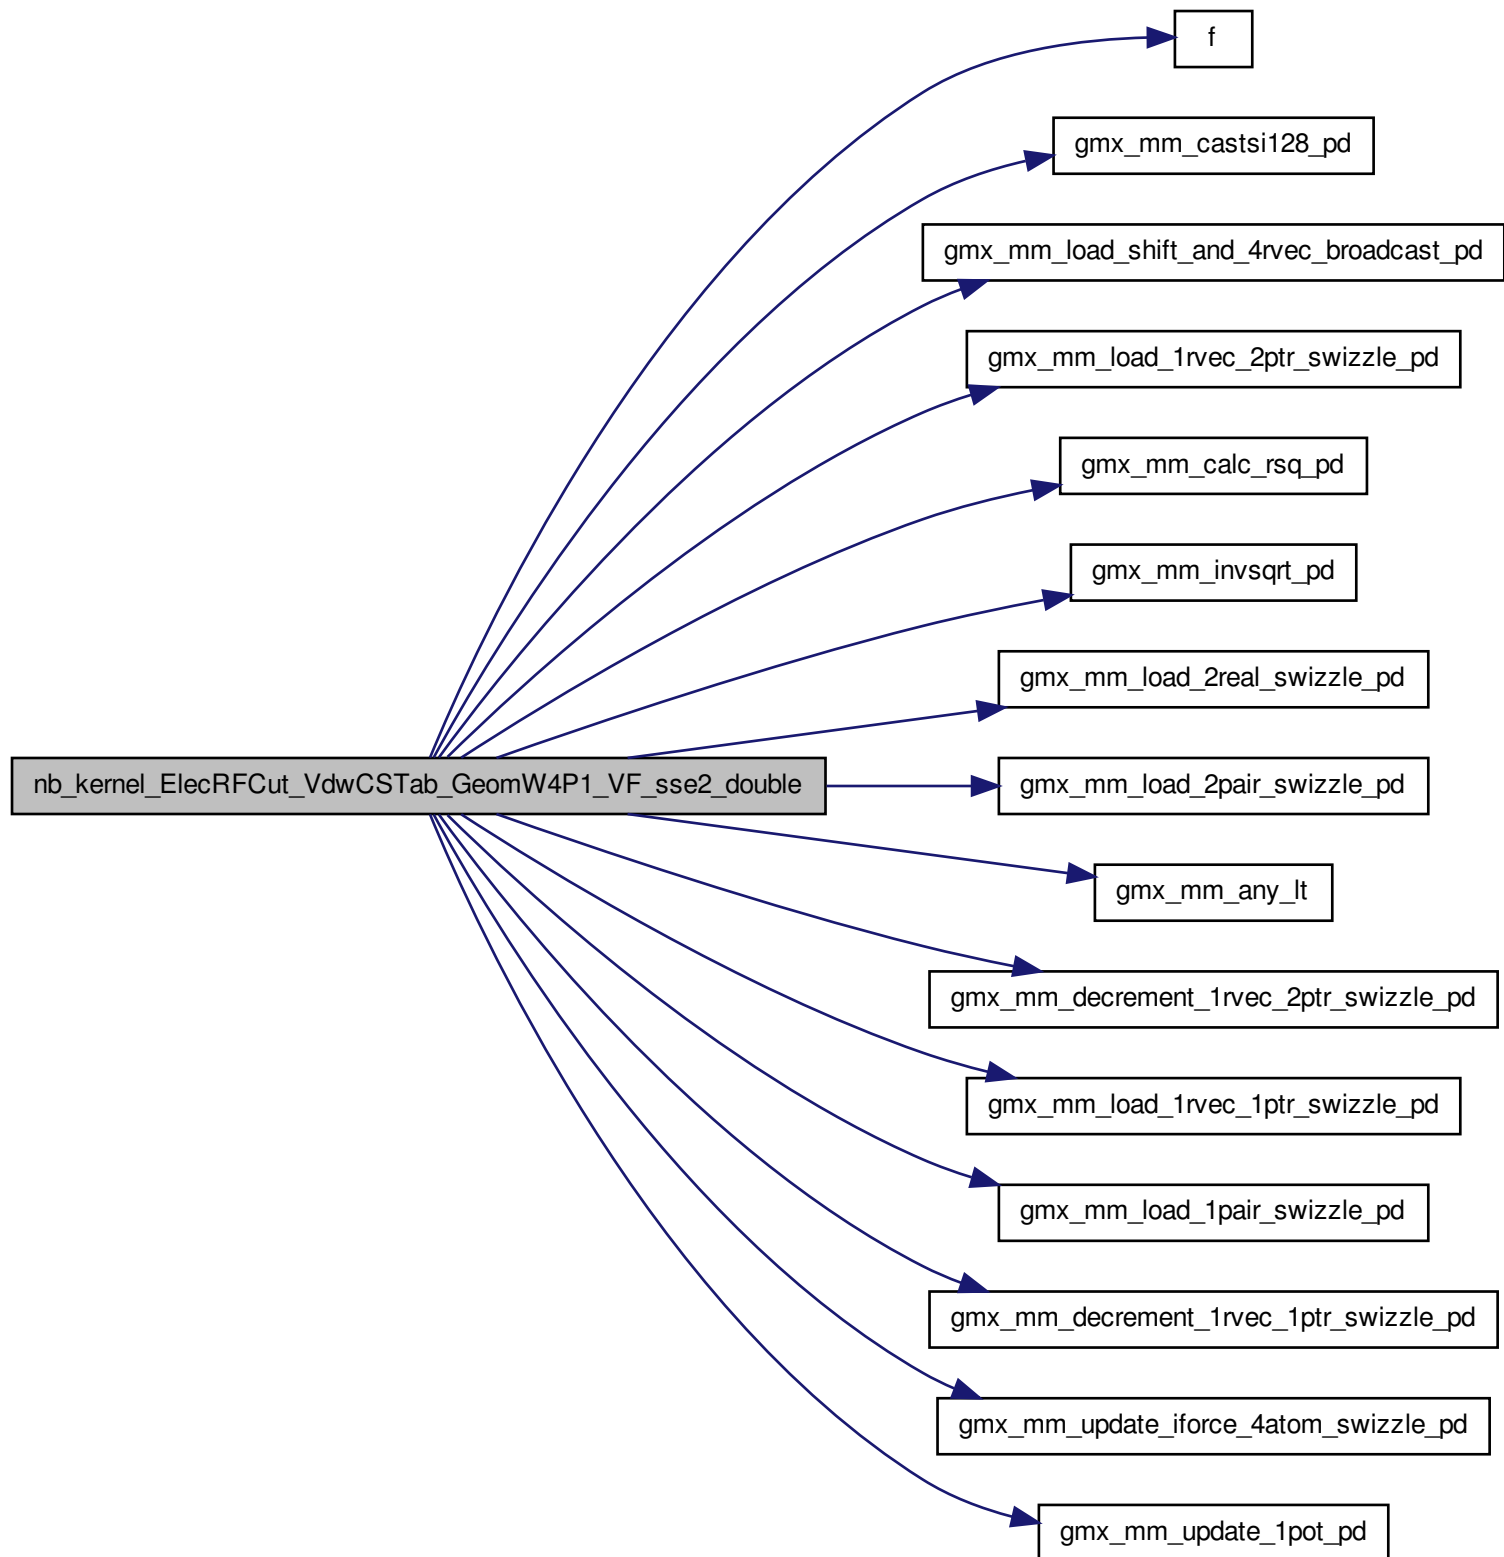 f
gmx_mm_castsi128_pd
gmx_mm_load_shift_and_4rvec_broadcast_pd
gmx_mm_load_1rvec_2ptr_swizzle_pd
gmx_mm_calc_rsq_pd
gmx_mm_invsqrt_pd
gmx_mm_load_2real_swizzle_pd
nb_kernel_ElecRFCut_VdwCSTab_GeomW4P1_VF_sse2_double
gmx_mm_load_2pair_swizzle_pd
gmx_mm_any_lt
gmx_mm_decrement_1rvec_2ptr_swizzle_pd
gmx_mm_load_1rvec_1ptr_swizzle_pd
gmx_mm_load_1pair_swizzle_pd
gmx_mm_decrement_1rvec_1ptr_swizzle_pd
gmx_mm_update_iforce_4atom_swizzle_pd
gmx_mm_update_1pot_pd